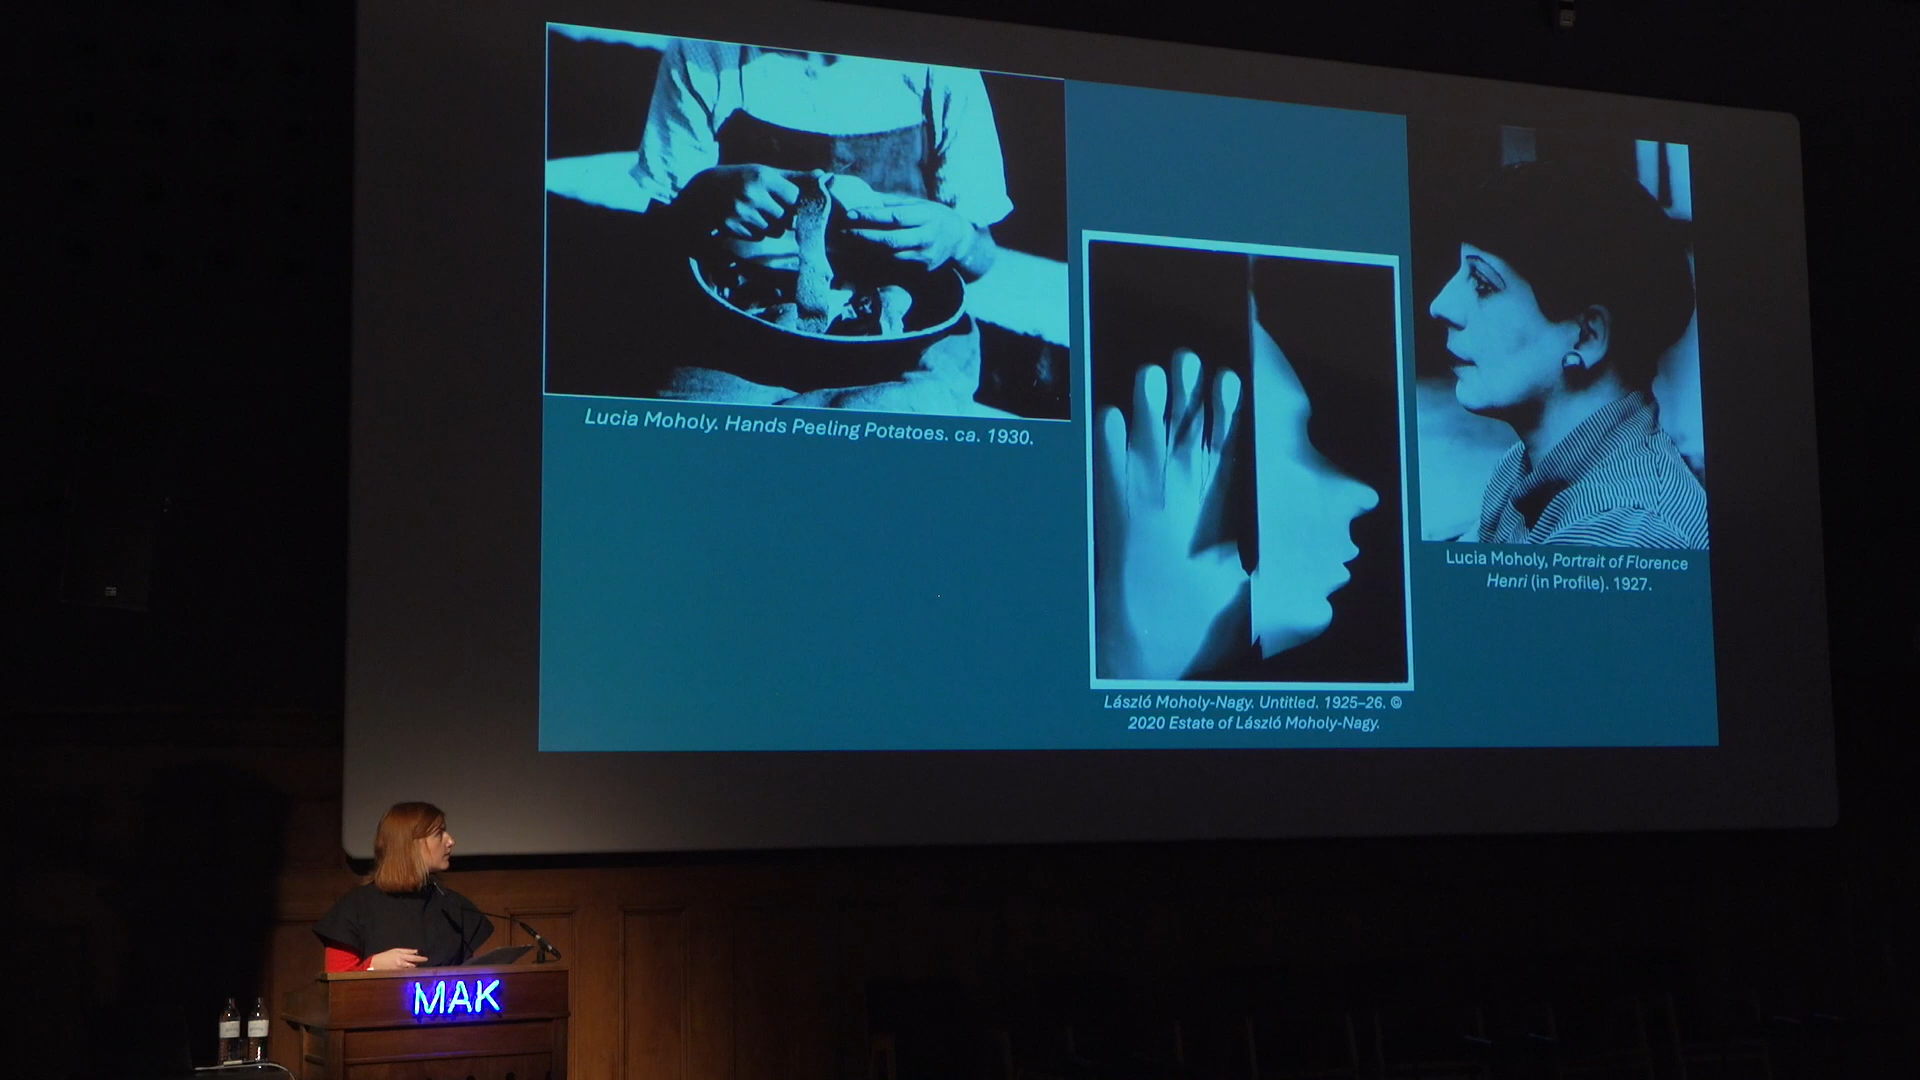 Lucia Moholy. Hands Peeling Potatoes. ca. 1930.
László Moholy-Nagy. Untitled. 1925–26. ©
2020 Estate of László Moholy-Nagy.
Lucia Moholy, Portrait of Florence
Henri (in Profile). 1927.
MAK